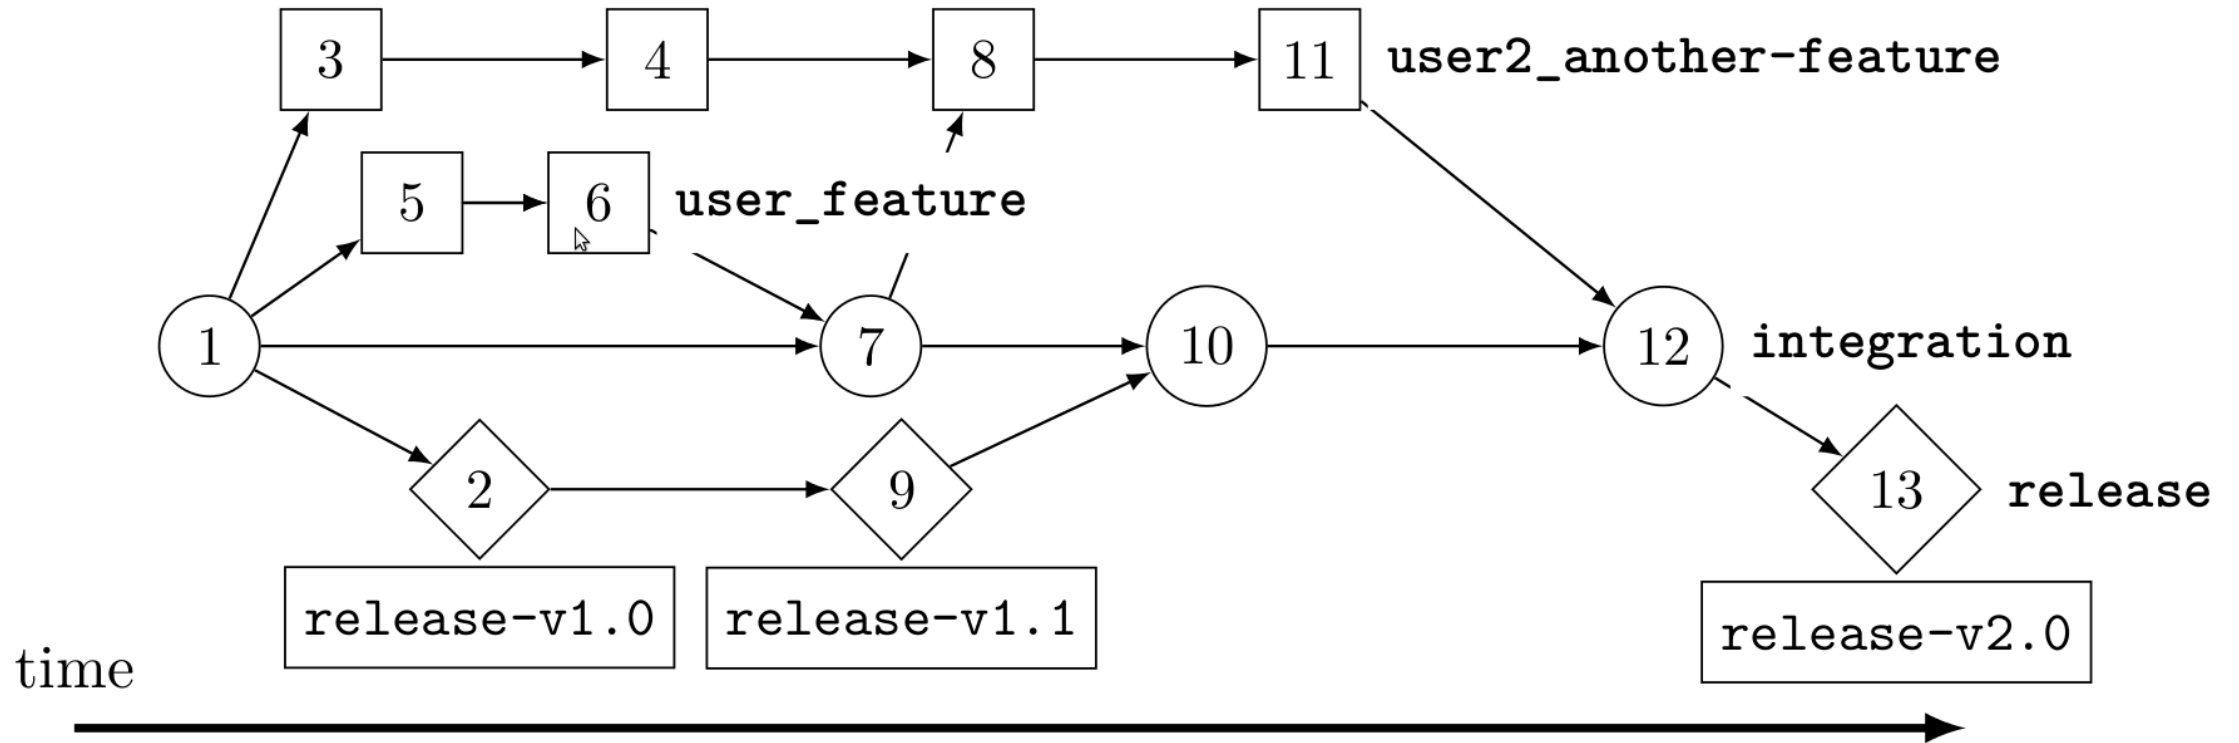 3 4 8 11 user2_another-feature
5 6 user_feature
1 7 10 12 integration
2 9 13 release
release-v1.0 release-v1.1 release-v2.0
time